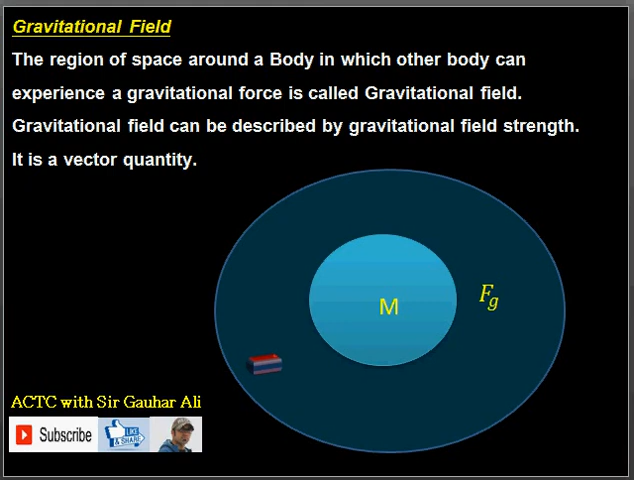 Gravitational Field
The region of space around a Body in which other body can
experience a gravitational force is called Gravitational field.
Gravitational field can be described by gravitational field strength.
It is a vector quantity.
M
Fg
ACTC with Sir Gauhar Ali
Subscribe
LIKE
& SHARE